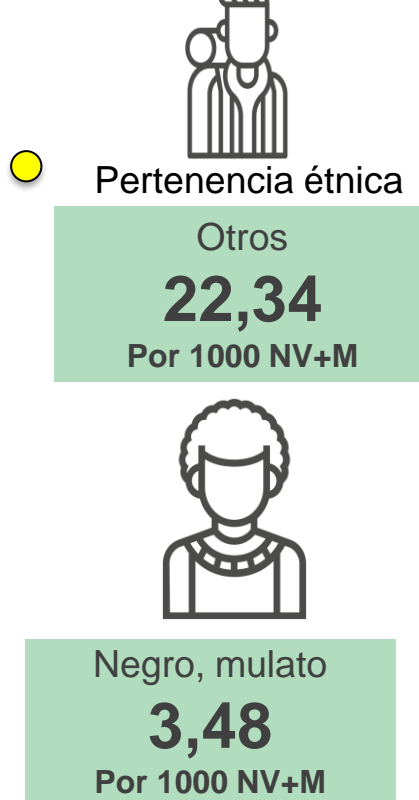 Pertenencia étnica
Otros
22,34
Por 1000 NV+M
Negro, mulato
3,48
Por 1000 NV+M